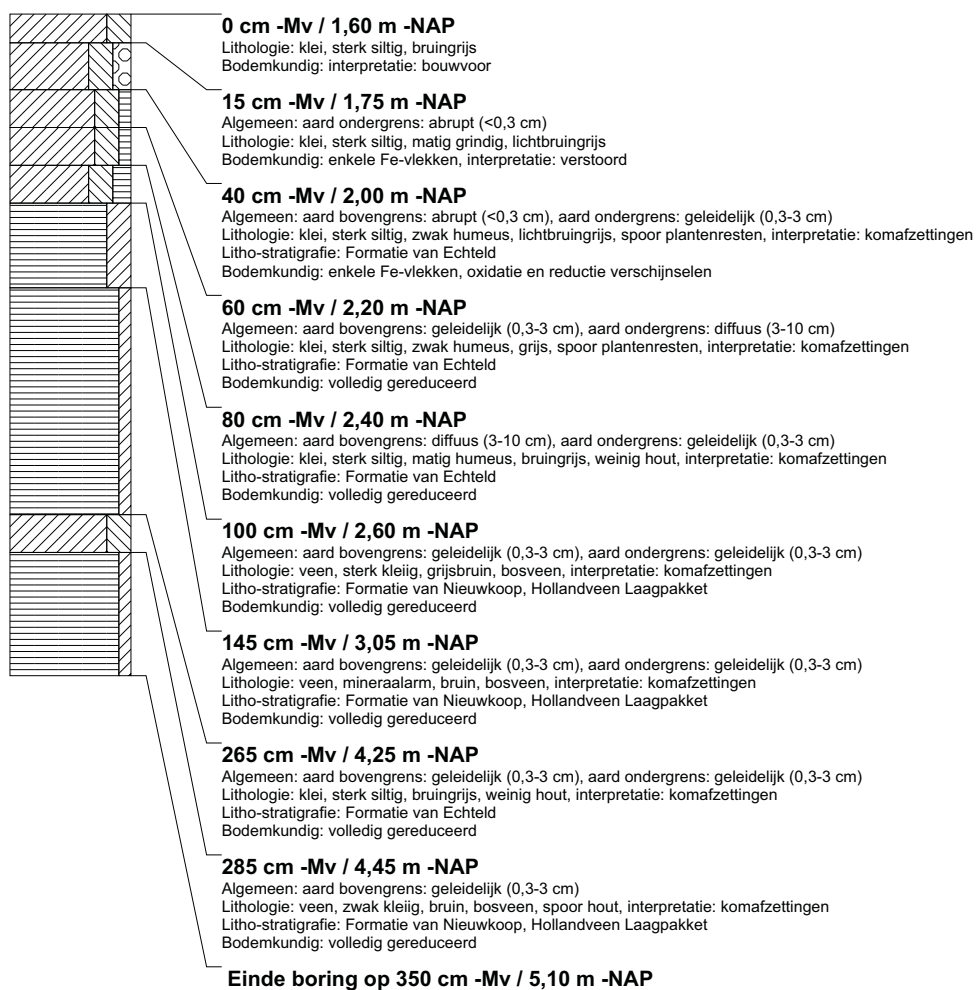 0 cm -Mv / 1,60 m -NAP
Lithologie: klei, sterk siltig, bruingrijs
Bodemkundig: interpretatie: bouwvoor
15 cm -Mv / 1,75 m -NAP
Algemeen: aard ondergrens: abrupt (<0,3 cm)
Lithologie: klei, sterk siltig, matig grindig, lichtbruingrijs
Bodemkundig: enkele Fe-vlekken, interpretatie: verstoord
40 cm -Mv / 2,00 m -NAP
Algemeen: aard bovengrens: abrupt (<0,3 cm), aard ondergrens: geleidelijk (0,3-3 cm)
Lithologie: klei, sterk siltig, zwak humeus, lichtbruingrijs, spoor plantenresten, interpretatie: komafzettingen
Litho-stratigrafie: Formatie van Echteld
Bodemkundig: enkele Fe-vlekken, oxidatie en reductie verschijnselen
60 cm -Mv / 2,20 m -NAP
Algemeen: aard bovengrens: geleidelijk (0,3-3 cm), aard ondergrens: diffuus (3-10 cm)
Lithologie: klei, sterk siltig, zwak humeus, grijs, spoor plantenresten, interpretatie: komafzettingen
Litho-stratigrafie: Formatie van Echteld
Bodemkundig: volledig gereduceerd
80 cm -Mv / 2,40 m -NAP
Algemeen: aard bovengrens: diffuus (3-10 cm), aard ondergrens: geleidelijk (0,3-3 cm)
Lithologie: klei, sterk siltig, matig humeus, bruingrijs, weinig hout, interpretatie: komafzettingen
Litho-stratigrafie: Formatie van Echteld
Bodemkundig: volledig gereduceerd
100 cm -Mv / 2,60 m -NAP
Algemeen: aard bovengrens: geleidelijk (0,3-3 cm), aard ondergrens: geleidelijk (0,3-3 cm)
Lithologie: veen, sterk kleiig, grijsbruin, bosveen, interpretatie: komafzettingen
Litho-stratigrafie: Formatie van Nieuwkoop, Hollandveen Laagpakket
Bodemkundig: volledig gereduceerd
145 cm -Mv / 3,05 m -NAP
Algemeen: aard bovengrens: geleidelijk (0,3-3 cm), aard ondergrens: geleidelijk (0,3-3 cm)
Lithologie: veen, mineraalarm, bruin, bosveen, interpretatie: komafzettingen
Litho-stratigrafie: Formatie van Nieuwkoop, Hollandveen Laagpakket
Bodemkundig: volledig gereduceerd
265 cm -Mv / 4,25 m -NAP
Algemeen: aard bovengrens: geleidelijk (0,3-3 cm), aard ondergrens: geleidelijk (0,3-3 cm)
Lithologie: klei, sterk siltig, bruingrijs, weinig hout, interpretatie: komafzettingen
Litho-stratigrafie: Formatie van Echteld
Bodemkundig: volledig gereduceerd
285 cm -Mv / 4,45 m -NAP
Algemeen: aard bovengrens: geleidelijk (0,3-3 cm)
Lithologie: veen, zwak kleiig, bruin, bosveen, spoor hout, interpretatie: komafzettingen
Litho-stratigrafie: Formatie van Nieuwkoop, Hollandveen Laagpakket
Bodemkundig: volledig gereduceerd
Einde boring op 350 cm -Mv / 5,10 m -NAP